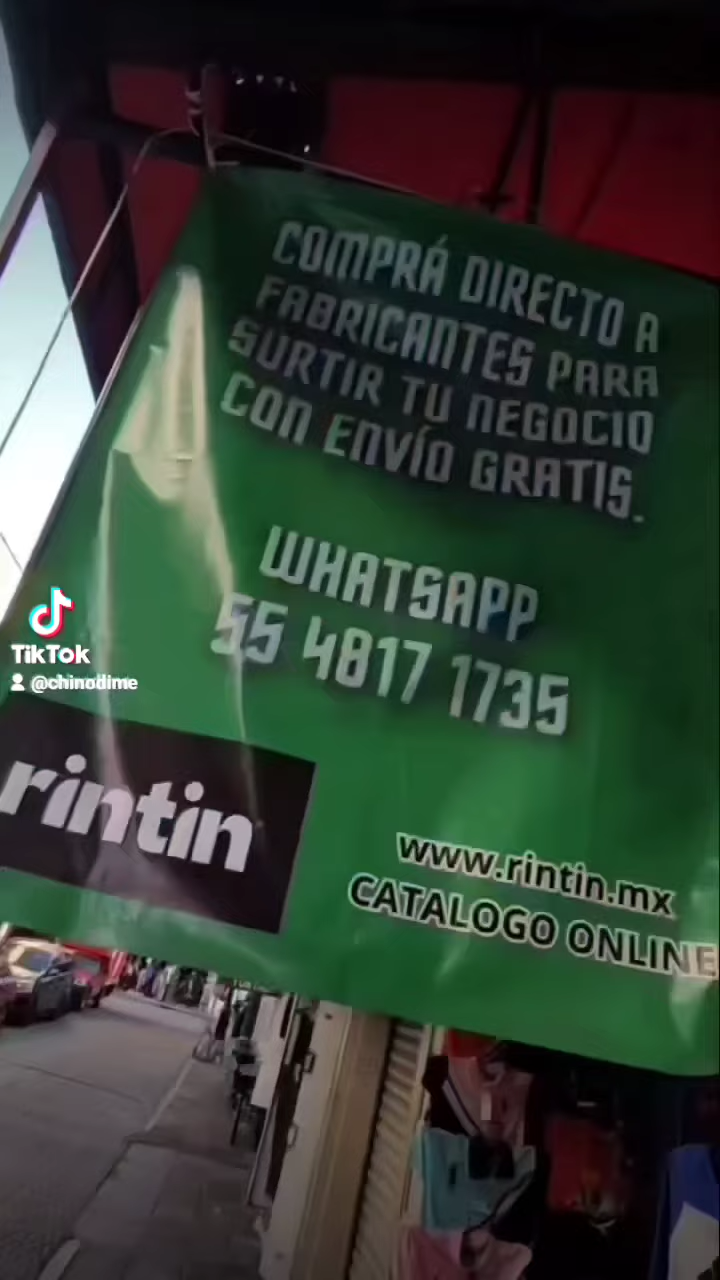 COMPRÁ DIRECTO A
FABRICANTES PARA
SURTIR TU NEGOCIO
CON ENVÍO GRATIS.
WHATSAPP
55 4817 1735
TikTok
@chinodime
rintin
www.rintin.mx
CATALOGO ONLINE